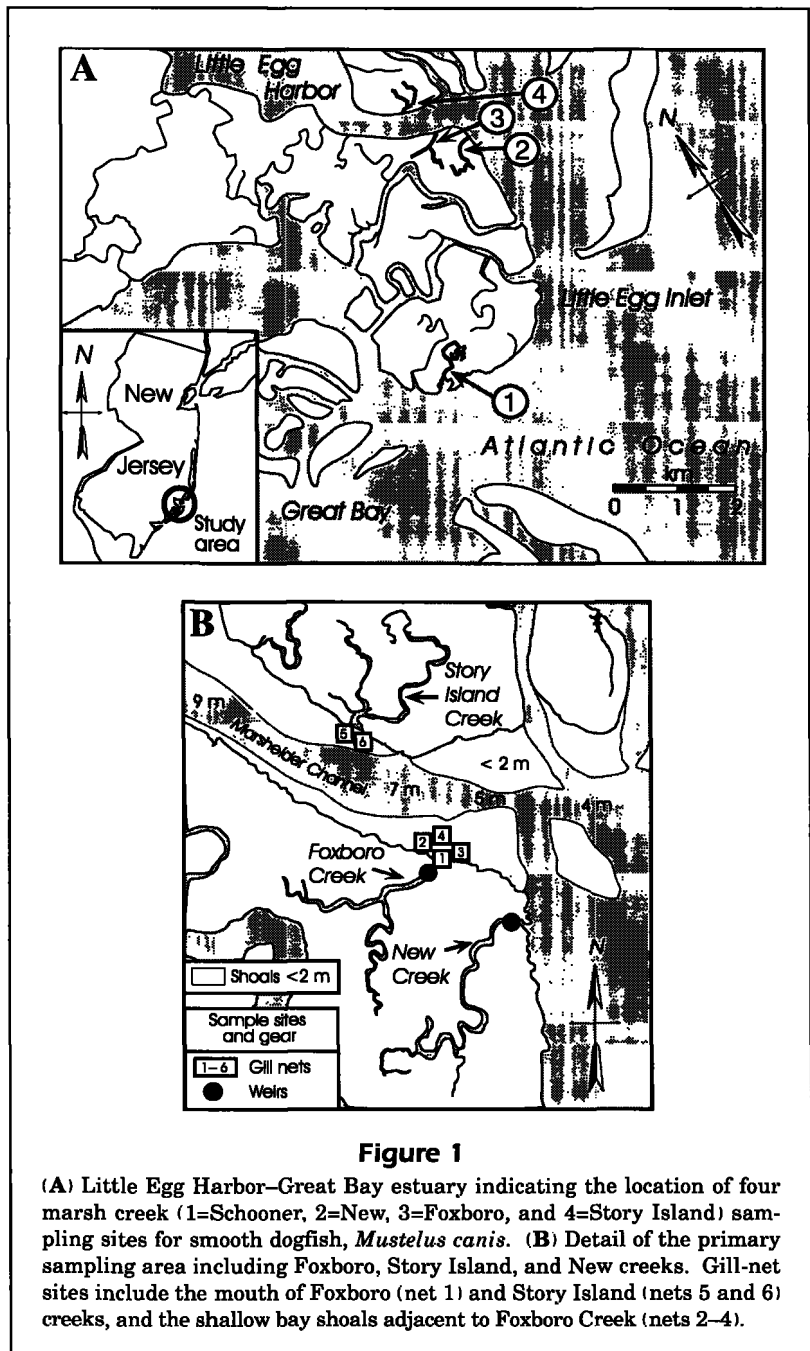 A
Little Egg
Harbor
4
3
2
N
Little Egg Inlet
1
N
New
Jersey
Study
area
Atlantic Ocean
km
0 1 2
Great Bay
B
Story
Island
Creek
9 m
Marshelder Channel
5
6
< 2 m
7 m
5 m
4 m
2
4
1
3
Foxboro
Creek
New
Creek
N
Shoals <2 m
Sample sites
and gear
1–6 Gill nets
Weirs
Figure 1
(A) Little Egg Harbor–Great Bay estuary indicating the location of four
marsh creek (1=Schooner, 2=New, 3=Foxboro, and 4=Story Island) sam-
pling sites for smooth dogfish, Mustelus canis. (B) Detail of the primary
sampling area including Foxboro, Story Island, and New creeks. Gill-net
sites include the mouth of Foxboro (net 1) and Story Island (nets 5 and 6)
creeks, and the shallow bay shoals adjacent to Foxboro Creek (nets 2–4).